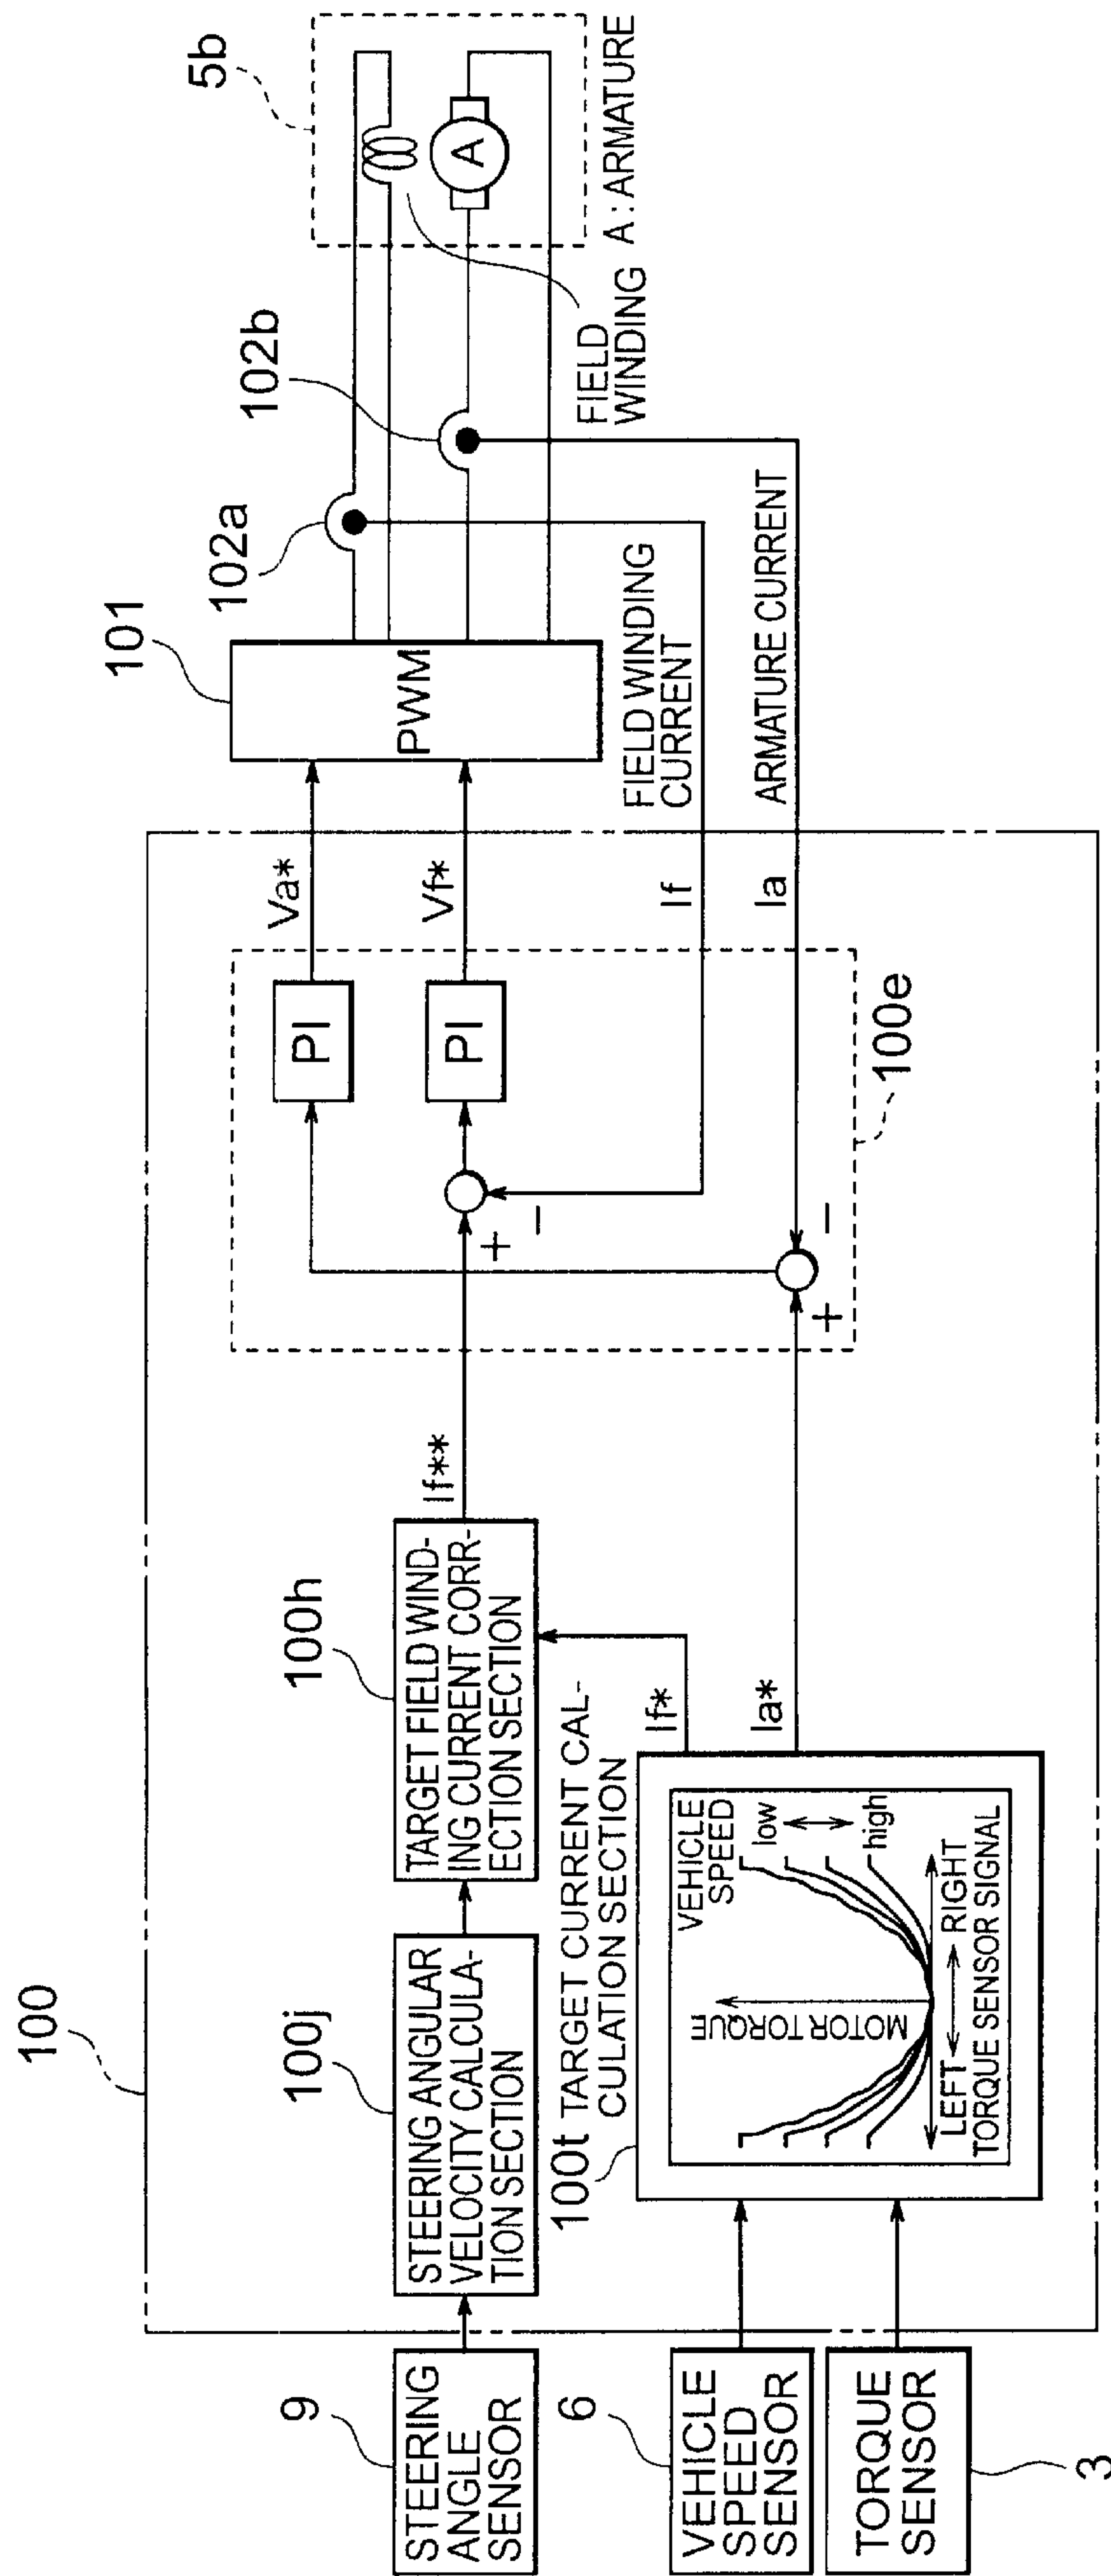 100
9
STEERING
ANGLE
SENSOR
100j
STEERING ANGULAR
VELOCITY CALCULA-
TION SECTION
100h
TARGET FIELD WIND-
ING CURRENT CORR-
ECTION SECTION
If**
PI
Va*
PI
Vf*
+
−
101
PWM
102a
102b
5b
A
FIELD
WINDING
A:ARMATURE
6
VEHICLE
SPEED
SENSOR
TORQUE
SENSOR
3
100t TARGET CURRENT CAL-
CULATION SECTION
VEHICLE
SPEED
low
high
MOTOR TORQUE
LEFT
RIGHT
TORQUE SENSOR SIGNAL
If*
Ia*
+
−
100e
If
FIELD WINDING
CURRENT
Ia
ARMATURE CURRENT